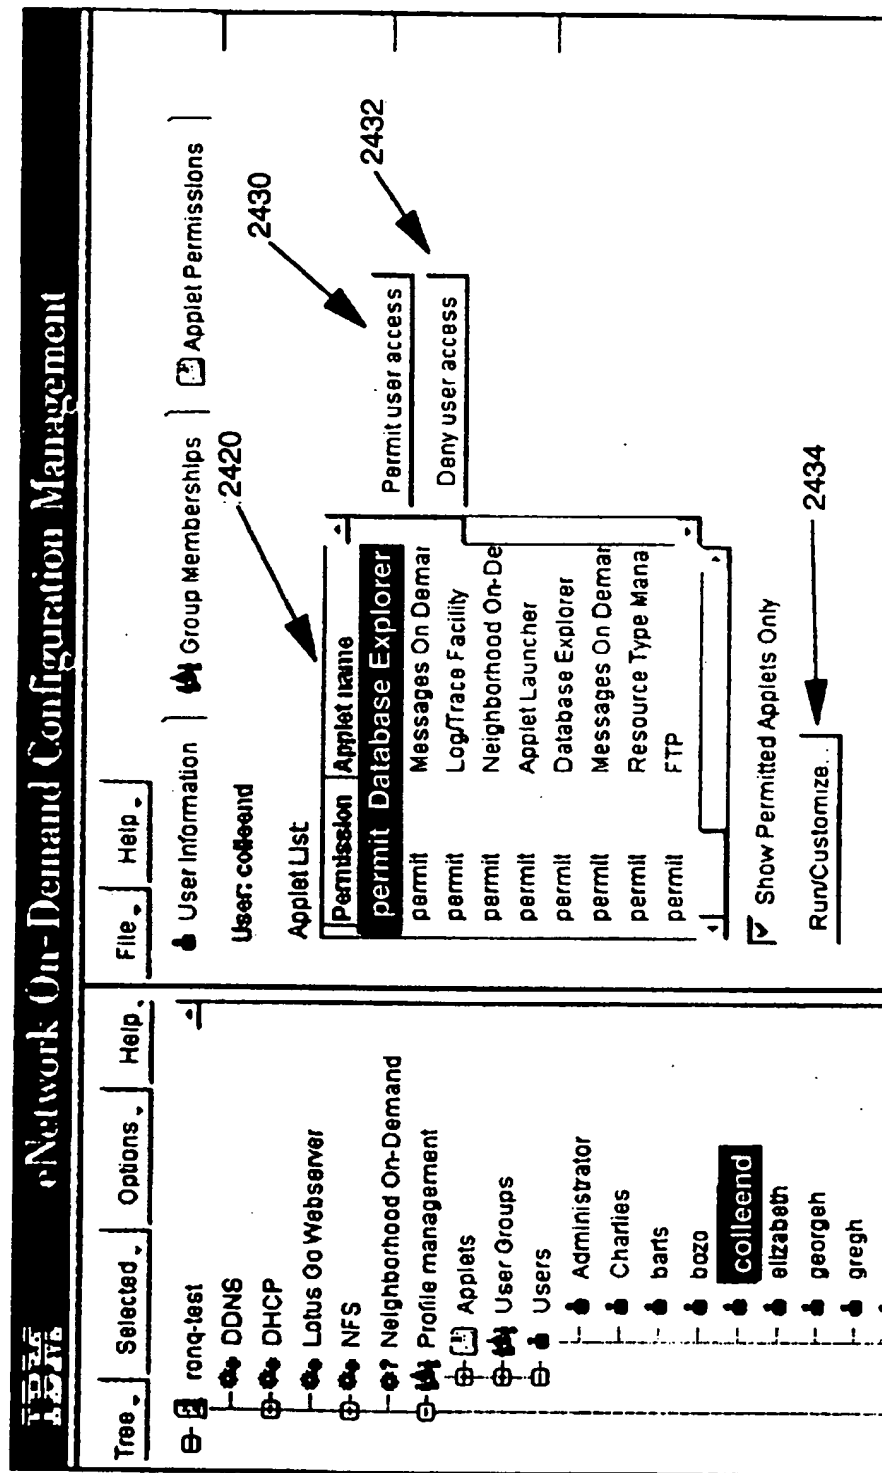 IBM eNetwork On-Demand Configuration Management
Tree Selected Options Help
ronq-test
DDNS
DHCP
Lotus Go Webserver
NFS
? Neighborhood On-Demand
Profile management
Applets
User Groups
Users
Administrator
Charlies
barts
bozo
colleend
elizabeth
georgeh
gregh
File Help
User Information Group Memberships Applet Permissions
User: colleend
Applet List:
2420
2430
2432
Permission Applet name
permit Database Explorer
permit Messages On Demar
permit Log/Trace Facility
permit Neighborhood On-De
permit Applet Launcher
permit Database Explorer
permit Messages On Demar
permit Resource Type Mana
permit FTP
Permit user access
Deny user access
Show Permitted Applets Only
Run/Customize...
2434